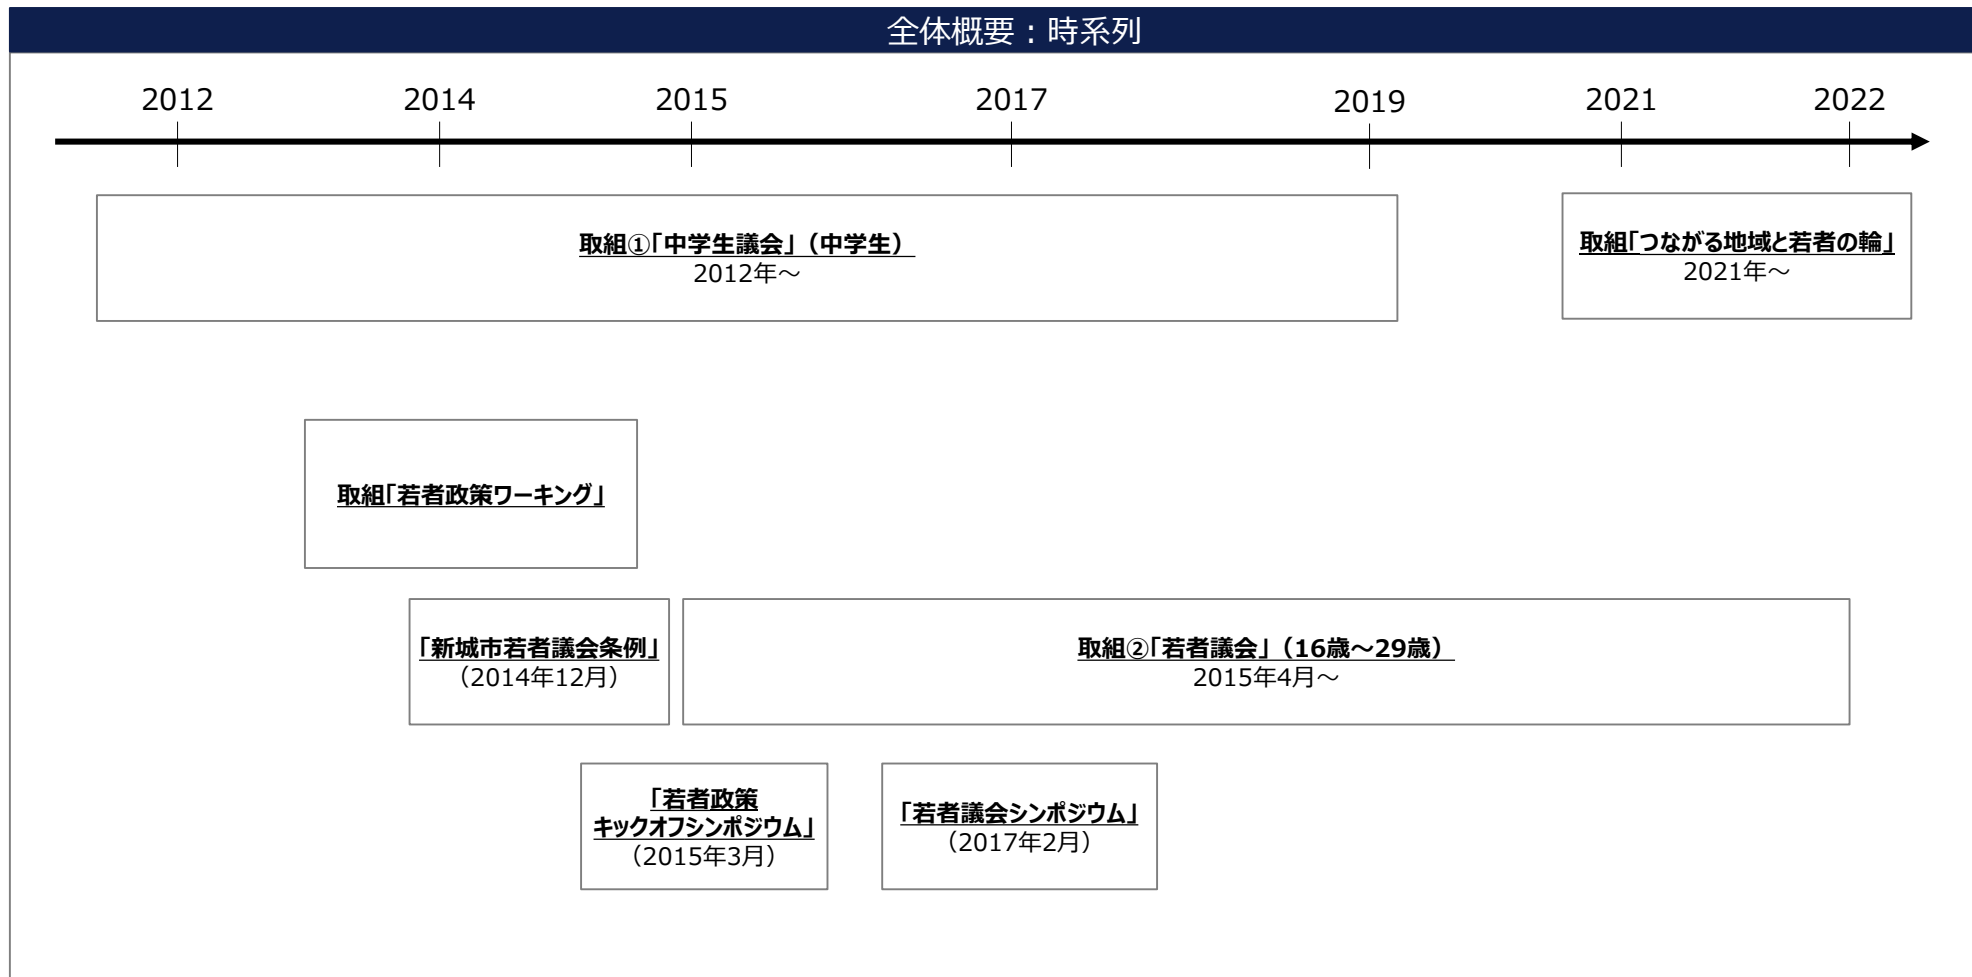 全体概要：時系列
2012
2014
2015
2017
2019
2021
2022
取組①「中学生議会」（中学生）
2012年～
取組「つながる地域と若者の輪」
2021年～
取組「若者政策ワーキング」
「新城市若者議会条例」
（2014年12月）
取組②「若者議会」（16歳～29歳）
2015年4月～
「若者政策
キックオフシンポジウム」
（2015年3月）
「若者議会シンポジウム」
（2017年2月）